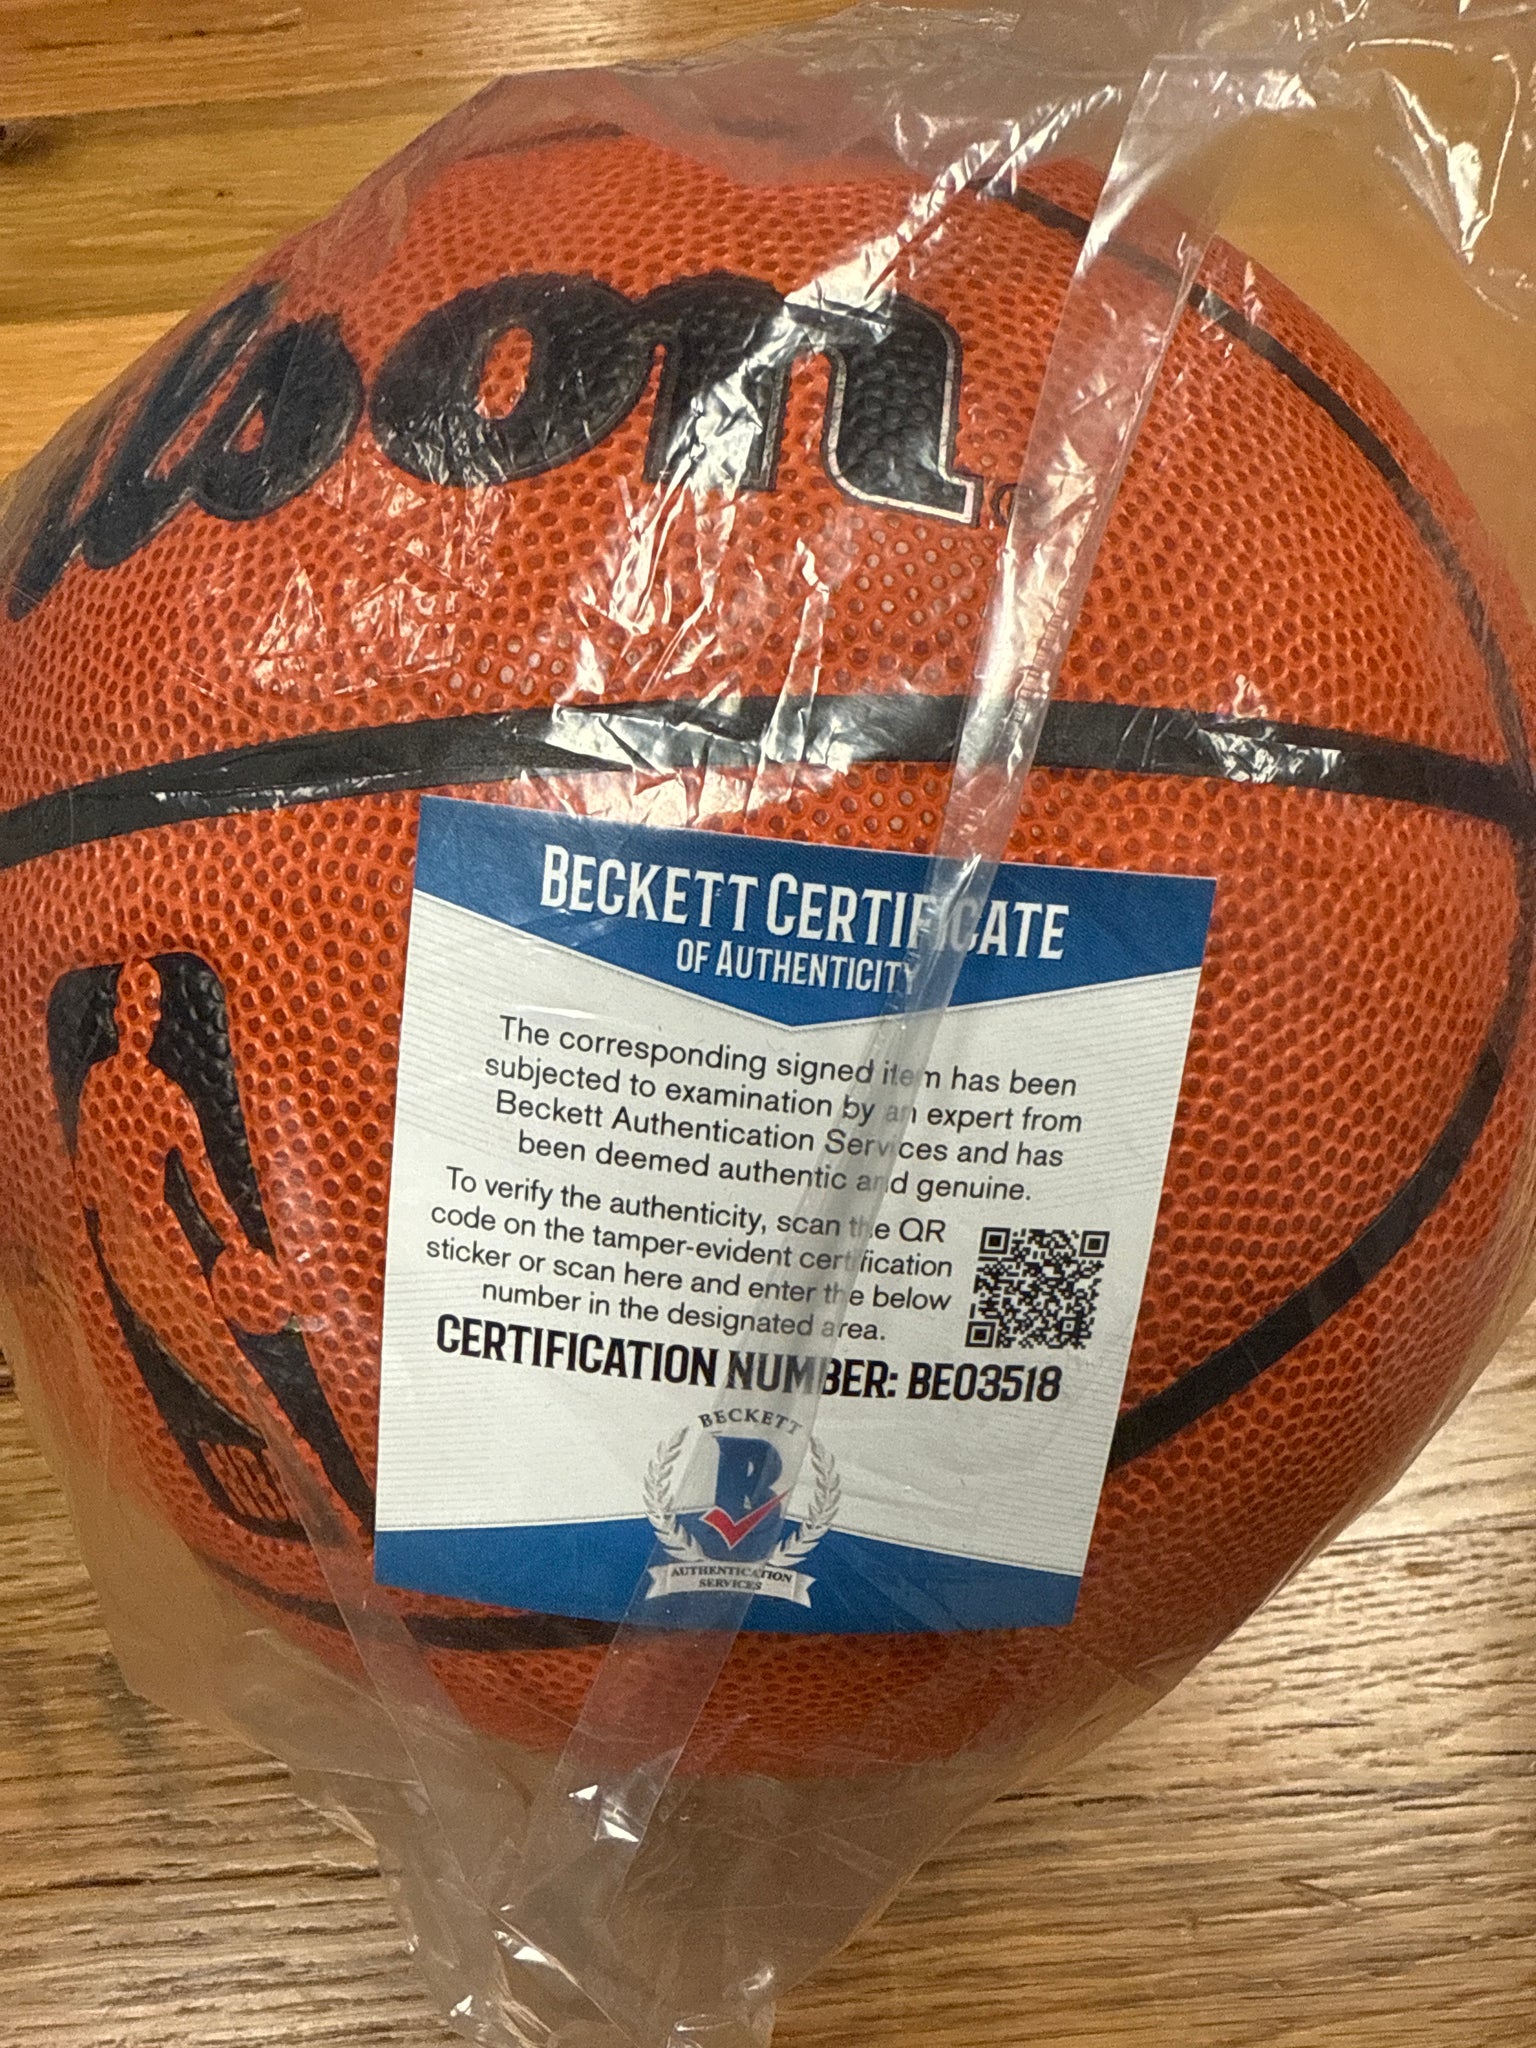 Wilson
BECKETT CERTIFICATE
OF AUTHENTICITY
The corresponding signed item has been
subjected to examination by an expert from
Beckett Authentication Services and has
been deemed authentic and genuine.
To verify the authenticity, scan the QR
code on the tamper-evident certification
sticker or scan here and enter the below
number in the designated area.
CERTIFICATION NUMBER: BE03518
BECKETT
B
AUTHENTICATION
SERVICES